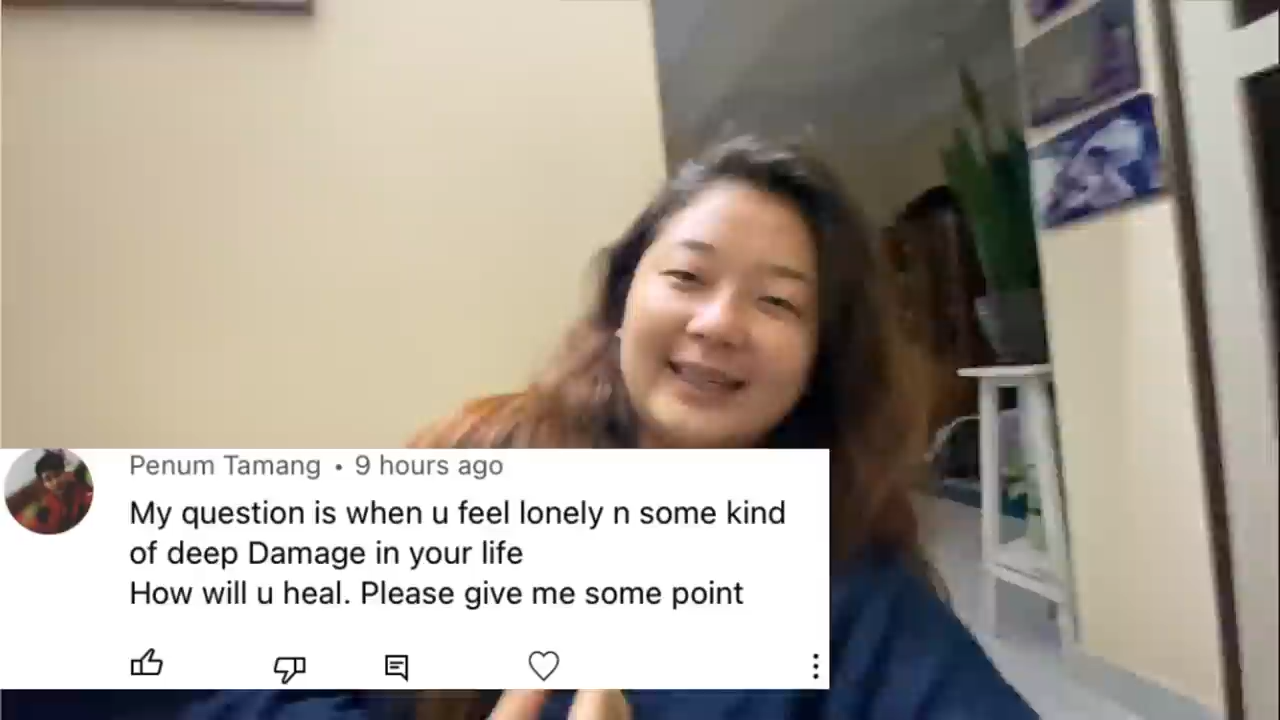 Penum Tamang • 9 hours ago
My question is when u feel lonely n some kind
of deep Damage in your life
How will u heal. Please give me some point